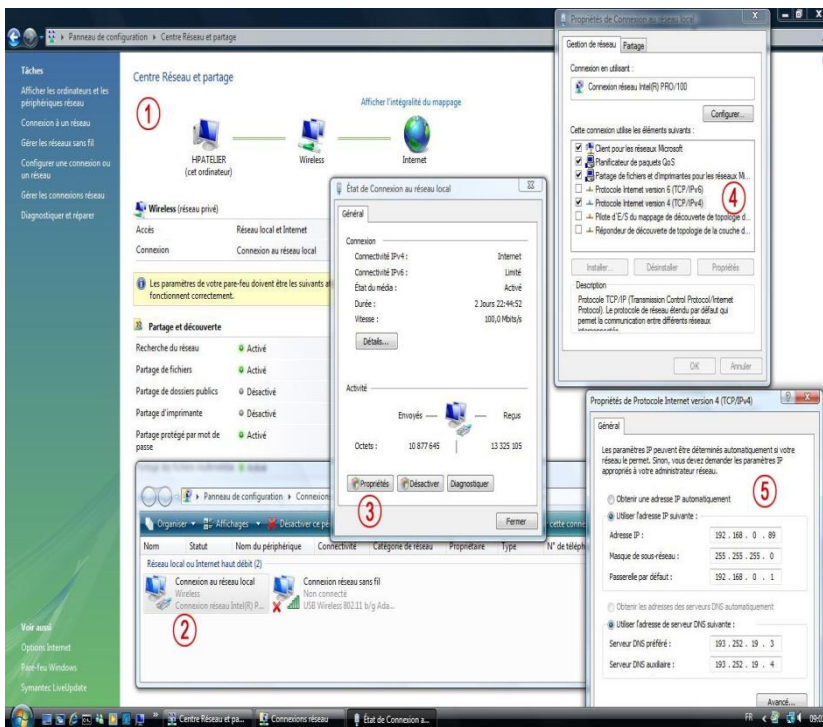 Panneau de configuration ▸ Centre Réseau et partage
Tâches
Afficher les ordinateurs et les
périphériques réseau
Connexion à un réseau
Gérer les réseaux sans fil
Configurer une connexion ou
un réseau
Gérer les connexions réseau
Diagnostiquer et réparer
Voir aussi
Options Internet
Pare-feu Windows
Symantec LiveUpdate
Centre Réseau et partage
1
Afficher l'intégralité du mappage
HPATELIER
(cet ordinateur)
Wireless
Internet
Wireless (réseau privé)
Accès Réseau local et Internet
Connexion Connexion au réseau local
Les paramètres de votre pare-feu doivent être les suivants
fonctionnent correctement.
Partage et découverte
Recherche du réseau Activé
Partage de fichiers Activé
Partage de dossiers publics Désactivé
Partage d'imprimante Désactivé
Partage protégé par mot de
passe Activé
Panneau de configuration ▸ Connexions
Organiser Affichages Désactiver ce cette
Nom Statut Nom du périphérique Connectivité Catégorie de réseau Propriétaire Type N° de téléph
Réseau local ou Internet haut débit (2)
Connexion au réseau local
Wireless
Connexion réseau Intel(R) P...
2
Connexion réseau sans fil
Non connecté
USB Wireless 802.11 b/g Ada...
État de Connexion au réseau local
Général
Connexion
Connectivité IPv4 : Internet
Connectivité IPv6 : Limité
État du média : Activé
Durée : 2 Jours 22:44:52
Vitesse : 100,0 Mbits/s
Détails...
Activité
Envoyés — — Reçus
Octets : 10 877 645 13 325 105
Propriétés Désactiver Diagnostiquer
3
Fermer
Propriétés de Connexion au réseau local
Gestion de réseau Partage
Connexion en utilisant :
Connexion réseau Intel(R) PRO/100
Configurer...
Cette connexion utilise les éléments suivants :
Client pour les réseaux Microsoft
Planificateur de paquets QoS
Partage de fichiers et d'imprimantes pour les réseaux Mi...
Protocole Internet version 6 (TCP/IPv6)
Protocole Internet version 4 (TCP/IPv4)
Pilote d'E/S du mappage de découverte de topologie d...
Répondeur de découverte de topologie de la couche d...
4
Installer... Désinstaller Propriétés
Description
Protocole TCP/IP (Transmission Control Protocol/Internet
Protocol). Le protocole de réseau étendu par défaut qui
permet la communication entre différents réseaux
interconnectés.
OK Annuler
Propriétés de Protocole Internet version 4 (TCP/IPv4)
Général
Les paramètres IP peuvent être déterminés automatiquement si votre
réseau le permet. Sinon, vous devez demander les paramètres IP
appropriés à votre administrateur réseau.
Obtenir une adresse IP automatiquement
5
Utiliser l'adresse IP suivante :
Adresse IP : 192 . 168 . 0 . 89
Masque de sous-réseau : 255 . 255 . 255 . 0
Passerelle par défaut : 192 . 168 . 0 . 1
Obtenir les adresses des serveurs DNS automatiquement
Utiliser l'adresse de serveur DNS suivante :
Serveur DNS préféré : 193 . 252 . 19 . 3
Serveur DNS auxiliaire : 193 . 252 . 19 . 4
Avancé...
Centre Réseau et pa... Connexions réseau État de Connexion a... FR